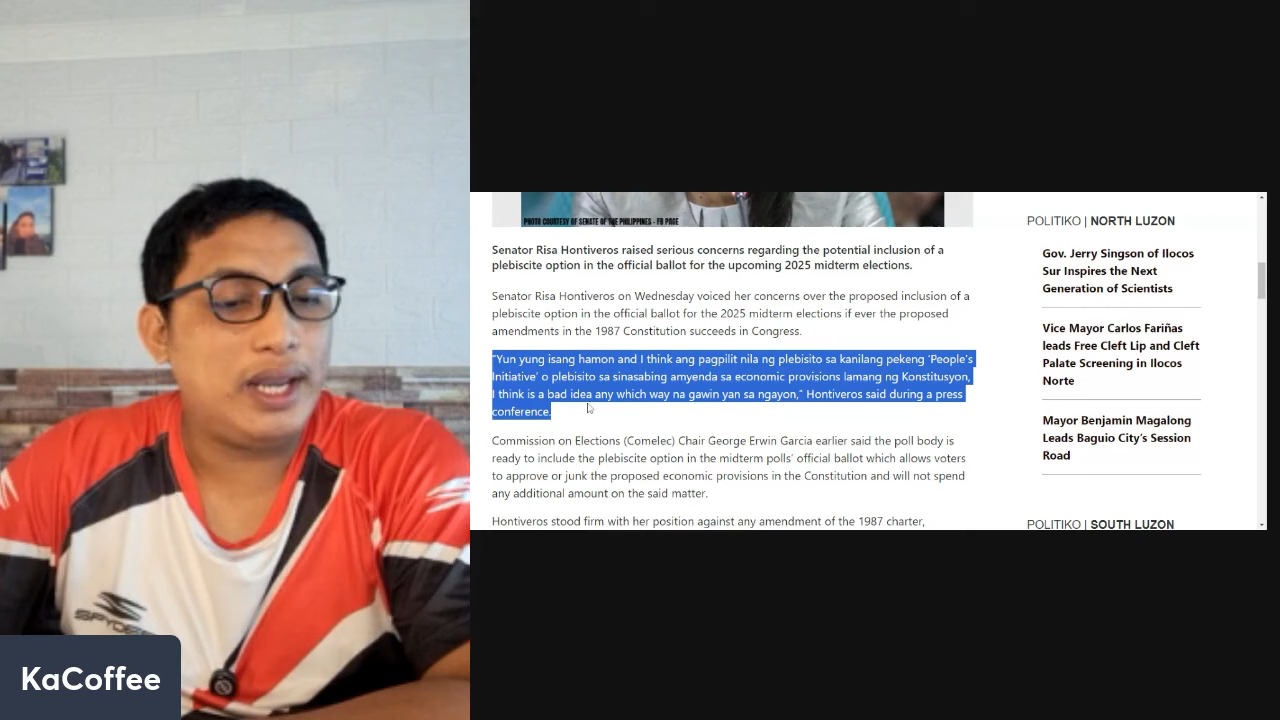 PHOTO COURTESY OF SENATE OF THE PHILIPPINES - FB PAGE
Senator Risa Hontiveros raised serious concerns regarding the potential inclusion of a
plebiscite option in the official ballot for the upcoming 2025 midterm elections.
Senator Risa Hontiveros on Wednesday voiced her concerns over the proposed inclusion of a
plebiscite option in the official ballot for the 2025 midterm elections if ever the proposed
amendments in the 1987 Constitution succeeds in Congress.
“Yun yung isang hamon and I think ang pagpilit nila ng plebisito sa kanilang pekeng ‘People’s
Initiative’ o plebisito sa sinasabing amyenda sa economic provisions lamang ng Konstitusyon,
I think is a bad idea any which way na gawin yan sa ngayon,” Hontiveros said during a press
conference.
Commission on Elections (Comelec) Chair George Erwin Garcia earlier said the poll body is
ready to include the plebiscite option in the midterm polls’ official ballot which allows voters
to approve or junk the proposed economic provisions in the Constitution and will not spend
any additional amount on the said matter.
Hontiveros stood firm with her position against any amendment of the 1987 charter,
POLITIKO | NORTH LUZON
Gov. Jerry Singson of Ilocos
Sur Inspires the Next
Generation of Scientists
Vice Mayor Carlos Fariñas
leads Free Cleft Lip and Cleft
Palate Screening in Ilocos
Norte
Mayor Benjamin Magalong
Leads Baguio City’s Session
Road
POLITIKO | SOUTH LUZON
SPYDER
KaCoffee